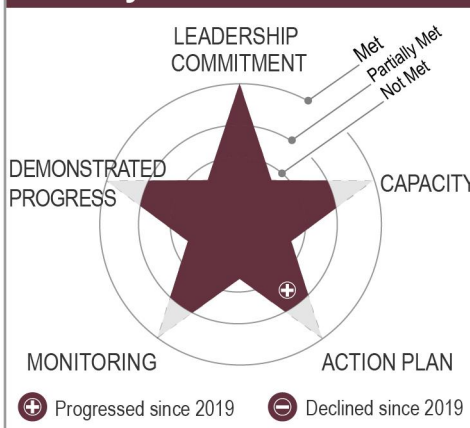 LEADERSHIP
COMMITMENT
Met
Partially Met
Not Met
DEMONSTRATED
PROGRESS
CAPACITY
MONITORING
ACTION PLAN
Progressed since 2019
Declined since 2019